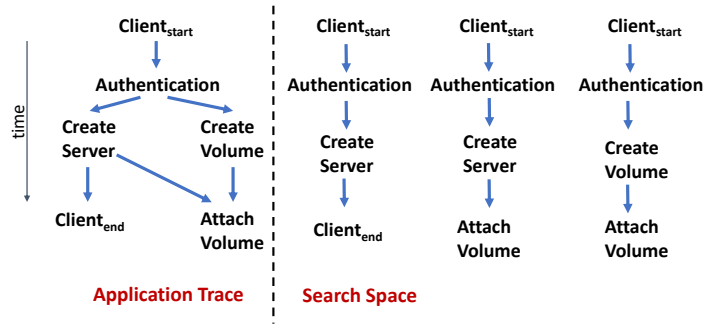 time
Client_start
Authentication
Create
Server
Create
Volume
Client_end
Attach
Volume
Application Trace
Client_start
Authentication
Create
Server
Client_end
Client_start
Authentication
Create
Server
Attach
Volume
Client_start
Authentication
Create
Volume
Attach
Volume
Search Space